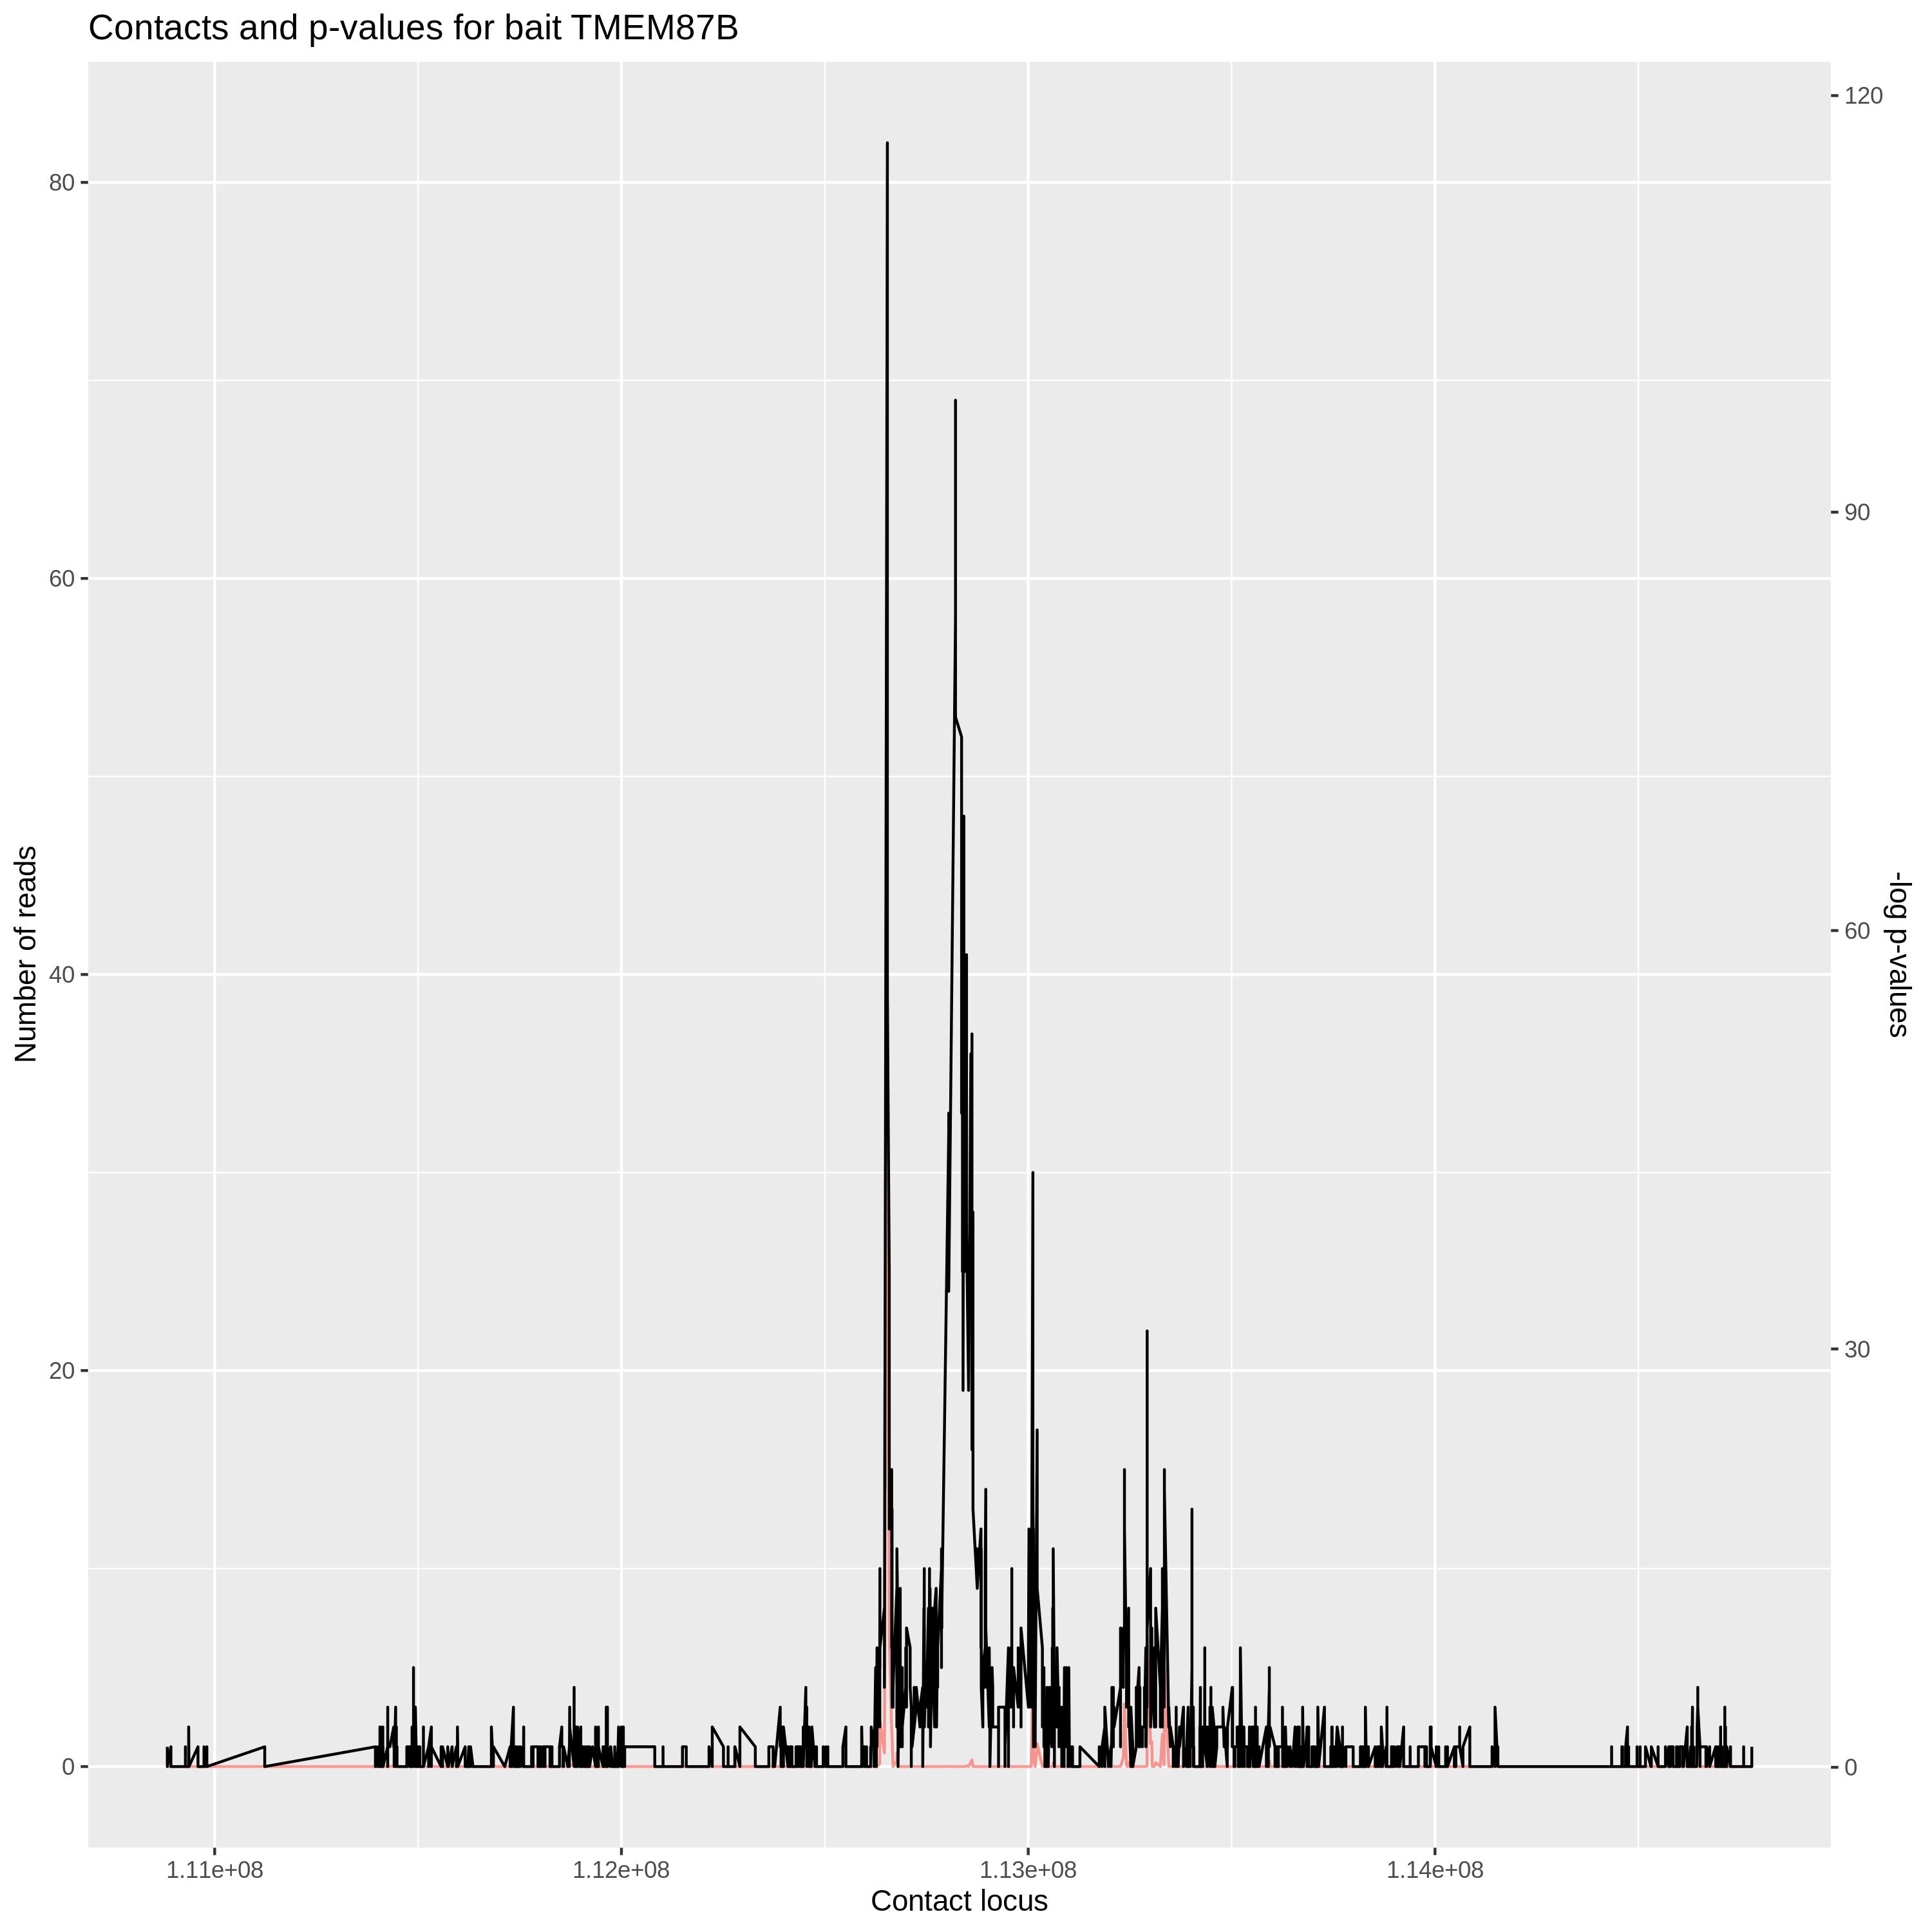 Contacts and p-values for bait TMEM87B
120
80
90
60
60
40
30
20
0
0
Number of reads
-log p-values
1.11e+08
1.12e+08
1.13e+08
1.14e+08
Contact locus